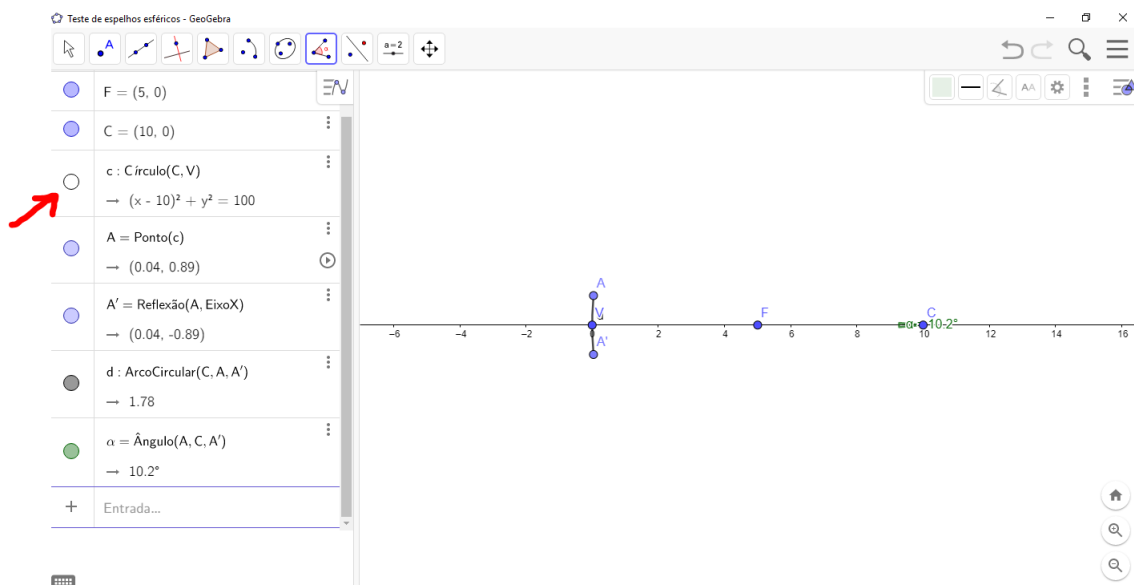 Teste de espelhos esféricos - GeoGebra
A
a=2
F = (5, 0)
AA
C = (10, 0)
c : Círculo(C, V)
→ (x - 10)² + y² = 100
A = Ponto(c)
→ (0.04, 0.89)
A′ = Reflexão(A, EixoX)
→ (0.04, -0.89)
d : ArcoCircular(C, A, A′)
→ 1.78
α = Ângulo(A, C, A′)
→ 10.2°
+ Entrada...
A
V F C
α 10.2°
-6 -4 -2 0 2 4 6 8 10 12 14 16
A'